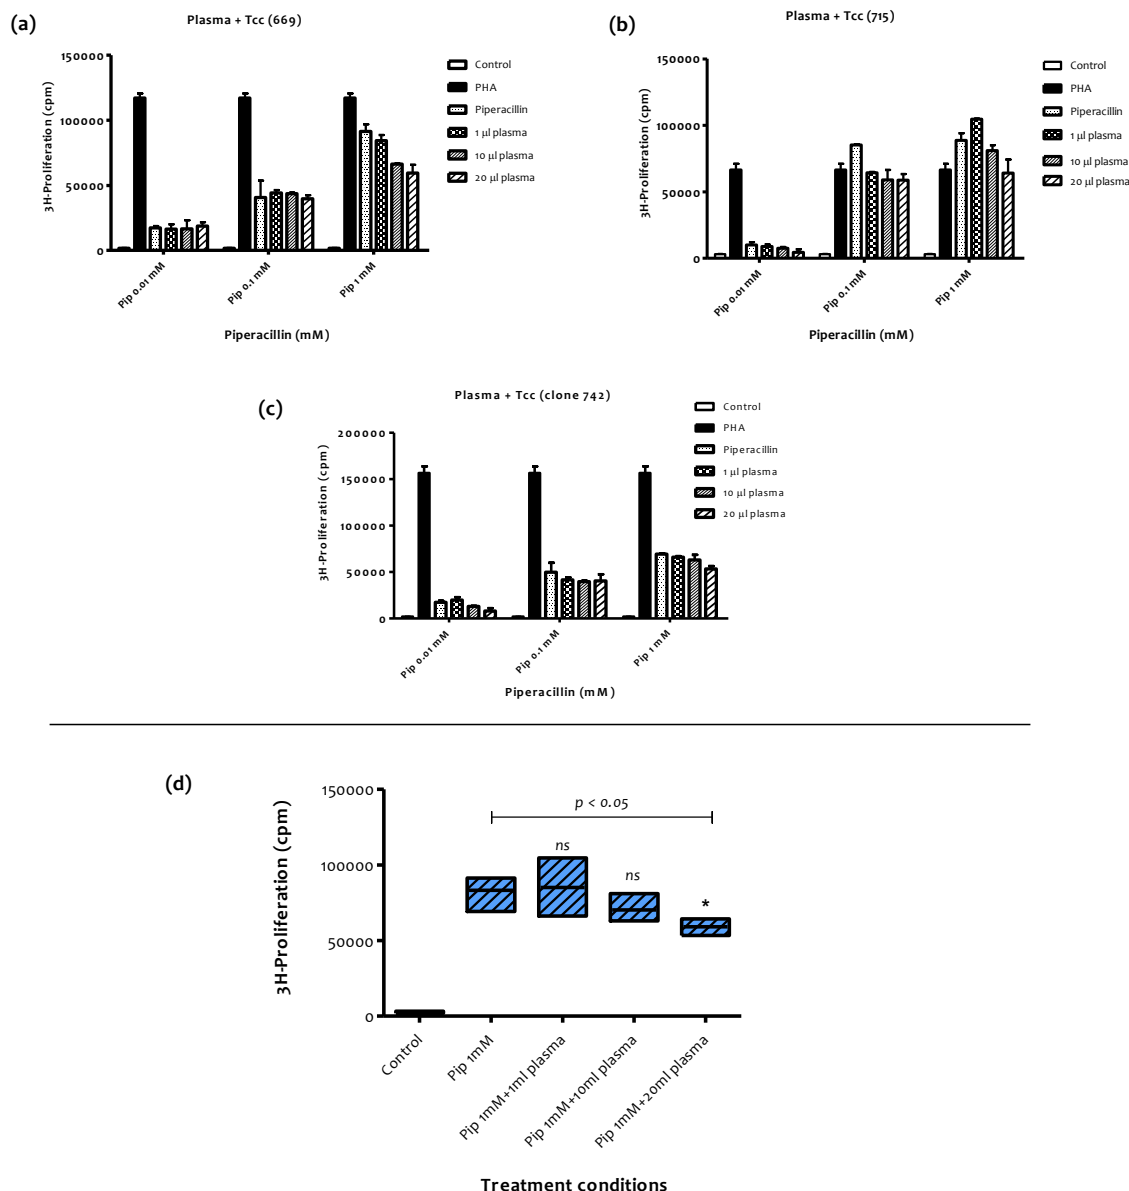 (a)
Plasma + Tcc (669)
3H-Proliferation (cpm)
150000
100000
50000
0
Pip 0.01 mM
Pip 0.1 mM
Pip 1 mM
Piperacillin (mM)
Control
PHA
Piperacillin
1 µl plasma
10 µl plasma
20 µl plasma
(b)
Plasma + Tcc (715)
3H-Proliferation (cpm)
150000
100000
50000
0
Pip 0.01 mM
Pip 0.1 mM
Pip 1 mM
Piperacillin (mM)
Control
PHA
Piperacillin
1 µl plasma
10 µl plasma
20 µl plasma
(c)
Plasma + Tcc (clone 742)
3H-Proliferation (cpm)
200000
150000
100000
50000
0
Pip 0.01 mM
Pip 0.1 mM
Pip 1 mM
Piperacillin (mM)
Control
PHA
Piperacillin
1 µl plasma
10 µl plasma
20 µl plasma
(d)
3H-Proliferation (cpm)
150000
100000
50000
0
p < 0.05
ns
ns
*
Control
Pip 1mM
Pip 1mM+1ml plasma
Pip 1mM+10ml plasma
Pip 1mM+20ml plasma
Treatment conditions